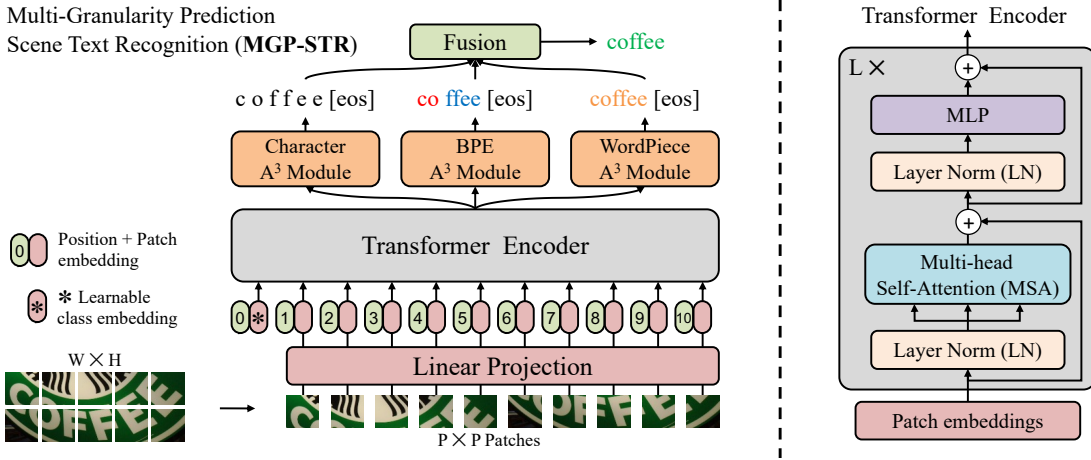 Multi-Granularity Prediction
Scene Text Recognition (MGP-STR)
Fusion
coffee
c o f f e e [eos]
co ffee [eos]
coffee [eos]
Character
A³ Module
BPE
A³ Module
WordPiece
A³ Module
Transformer Encoder
0 Position + Patch
embedding
* * Learnable
class embedding
0 * 1 2 3 4 5 6 7 8 9 10
Linear Projection
W × H
COFFEE
P × P Patches
Transformer Encoder
L ×
+
MLP
Layer Norm (LN)
+
Multi-head
Self-Attention (MSA)
Layer Norm (LN)
Patch embeddings